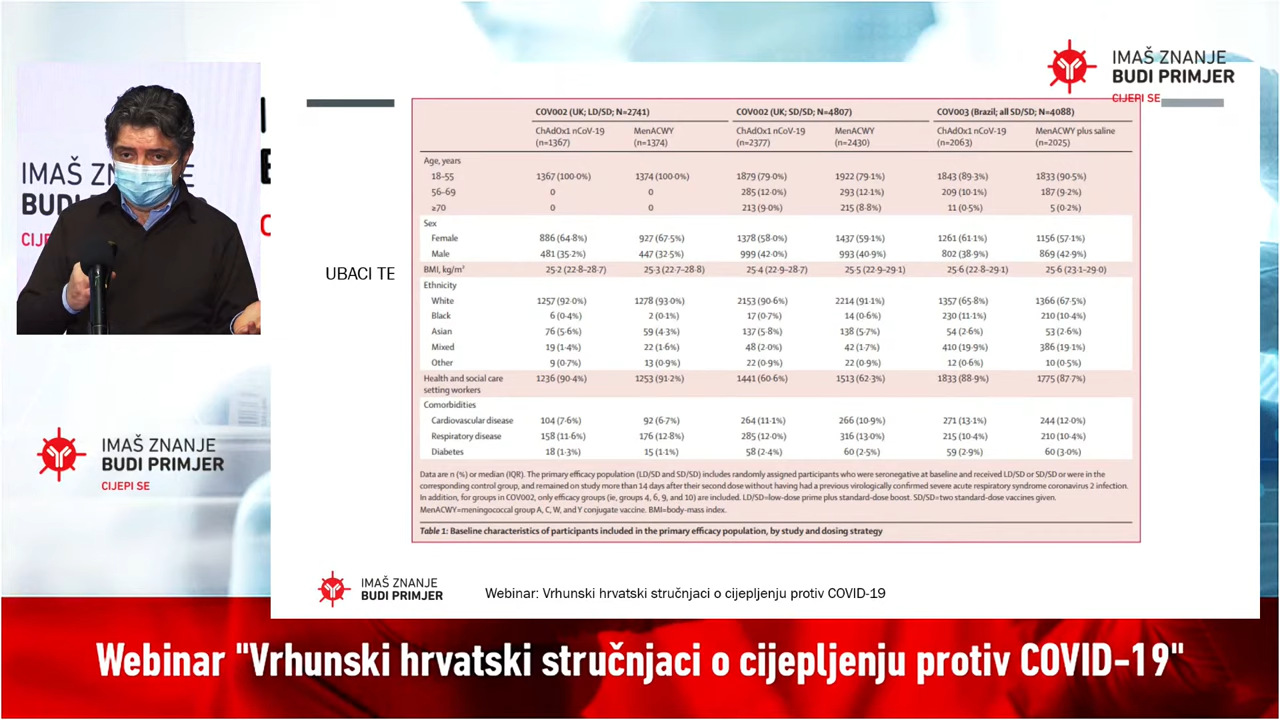 IMAŠ ZNANJE
BUDI PRIMJER
CIJEPI SE
IMAŠ ZN
BUD
CIJ
UBACI TE
COV002 (UK; LD/SD; N=2741) COV002 (UK; SD/SD; N=4807) COV003 (Brazil; all SD/SD; N=4088)
ChAdOx1 nCoV-19 MenACWY ChAdOx1 nCoV-19 MenACWY ChAdOx1 nCoV-19 MenACWY plus saline
(n=1367) (n=1374) (n=2377) (n=2430) (n=2063) (n=2025)
Age, years
18-55 1367 (100·0%) 1374 (100·0%) 1879 (79·0%) 1922 (79·1%) 1843 (89·3%) 1833 (90·5%)
56-69 0 0 285 (12·0%) 293 (12·1%) 209 (10·1%) 187 (9·2%)
≥70 0 0 213 (9·0%) 215 (8·8%) 11 (0·5%) 5 (0·2%)
Sex
Female 886 (64·8%) 927 (67·5%) 1378 (58·0%) 1437 (59·1%) 1261 (61·1%) 1156 (57·1%)
Male 481 (35·2%) 447 (32·5%) 999 (42·0%) 993 (40·9%) 802 (38·9%) 869 (42·9%)
BMI, kg/m² 25·2 (22·8–28·7) 25·3 (22·7–28·8) 25·4 (22·9–28·7) 25·5 (22·9–29·1) 25·6 (22·8–29·1) 25·6 (23·1–29·0)
Ethnicity
White 1257 (92·0%) 1278 (93·0%) 2153 (90·6%) 2214 (91·1%) 1357 (65·8%) 1366 (67·5%)
Black 6 (0·4%) 2 (0·1%) 17 (0·7%) 14 (0·6%) 230 (11·1%) 210 (10·4%)
Asian 76 (5·6%) 59 (4·3%) 137 (5·8%) 138 (5·7%) 54 (2·6%) 53 (2·6%)
Mixed 19 (1·4%) 22 (1·6%) 48 (2·0%) 42 (1·7%) 410 (19·9%) 386 (19·1%)
Other 9 (0·7%) 13 (0·9%) 22 (0·9%) 22 (0·9%) 12 (0·6%) 10 (0·5%)
Health and social care 1236 (90·4%) 1253 (91·2%) 1441 (60·6%) 1513 (62·3%) 1833 (88·9%) 1775 (87·7%)
setting workers
Comorbidities
Cardiovascular disease 104 (7·6%) 92 (6·7%) 264 (11·1%) 266 (10·9%) 271 (13·1%) 244 (12·0%)
Respiratory disease 158 (11·6%) 176 (12·8%) 285 (12·0%) 316 (13·0%) 215 (10·4%) 210 (10·4%)
Diabetes 18 (1·3%) 15 (1·1%) 58 (2·4%) 60 (2·5%) 59 (2·9%) 60 (3·0%)
Data are n (%) or median (IQR). The primary efficacy population (LD/SD and SD/SD) includes randomly assigned participants who were seronegative at baseline and received LD/SD or SD/SD or were in the
corresponding control group, and remained on study more than 14 days after their second dose without having had a previous virologically confirmed severe acute respiratory syndrome coronavirus 2 infection.
In addition, for groups in COV002, only efficacy groups (ie, groups 4, 6, 9, and 10) are included. LD/SD=low-dose prime plus standard-dose boost. SD/SD=two standard-dose vaccines given.
MenACWY=meningococcal group A, C, W, and Y conjugate vaccine. BMI=body-mass index.
Table 1: Baseline characteristics of participants included in the primary efficacy population, by study and dosing strategy
IMAŠ ZNANJE
BUDI PRIMJER
CIJEPI SE
IMAŠ ZNANJE
BUDI PRIMJER
Webinar: Vrhunski hrvatski stručnjaci o cijepljenju protiv COVID-19
Webinar "Vrhunski hrvatski stručnjaci o cijepljenju protiv COVID-19"